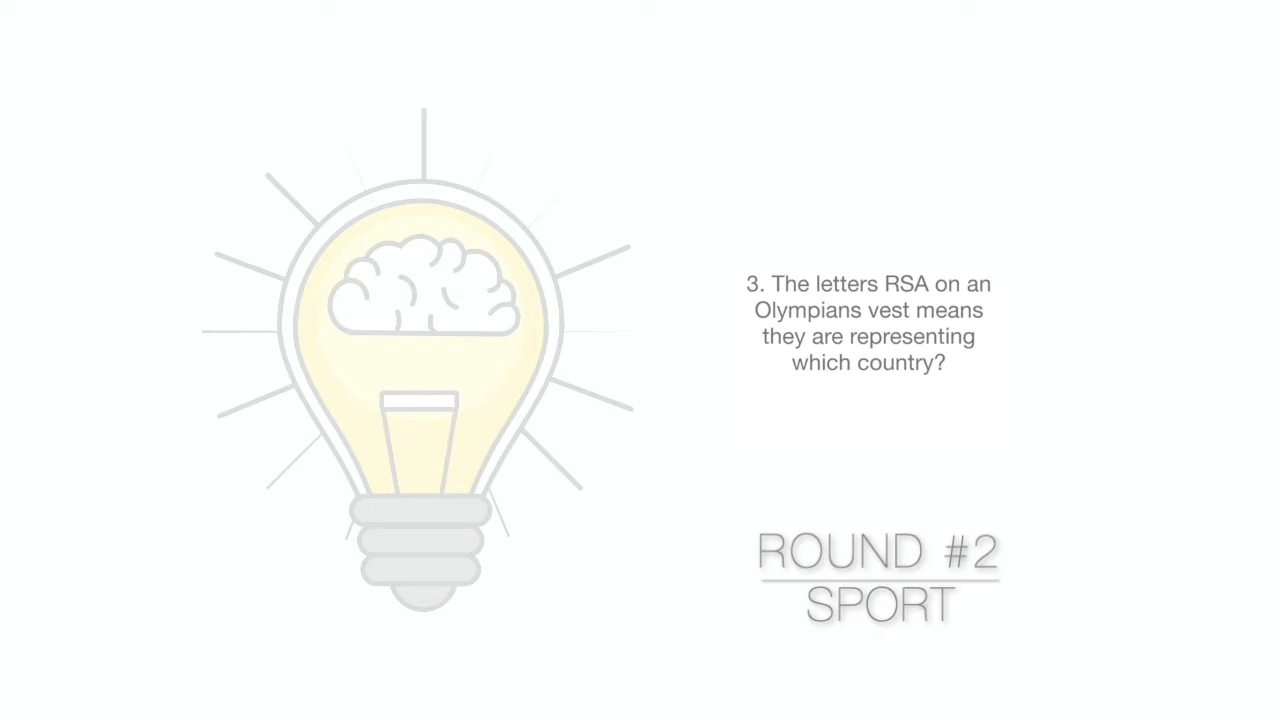 3. The letters RSA on an
Olympians vest means
they are representing
which country?
ROUND #2
SPORT